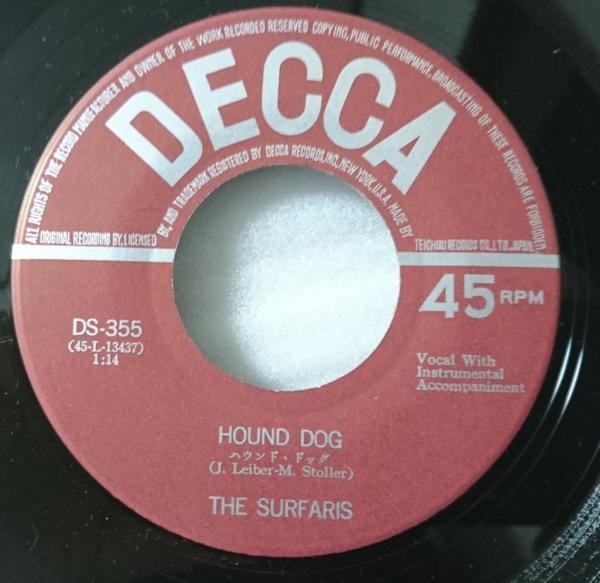 ALL RIGHTS OF THE RECORD MANUFACTURER AND OWNER OF THE WORK RECORDED RESERVED COPYING, PUBLIC PERFORMANCE, BROADCASTING OF THESE RECORDS ARE FORBIDDEN
DECCA
ORIGINAL RECORDING BY, LICENSED BY, AND TRADEMARK REGISTERED BY DECCA RECORDS, INC, NEW YORK, U.S.A. MADE BY TEICHIKU RECORDS CO., LTD. JAPAN.
45 RPM
DS-355
(45-L-13437)
1:14
Vocal With
Instrumental
Accompaniment
HOUND DOG
ハウンド・ドッグ
(J. Leiber-M. Stoller)
THE SURFARIS